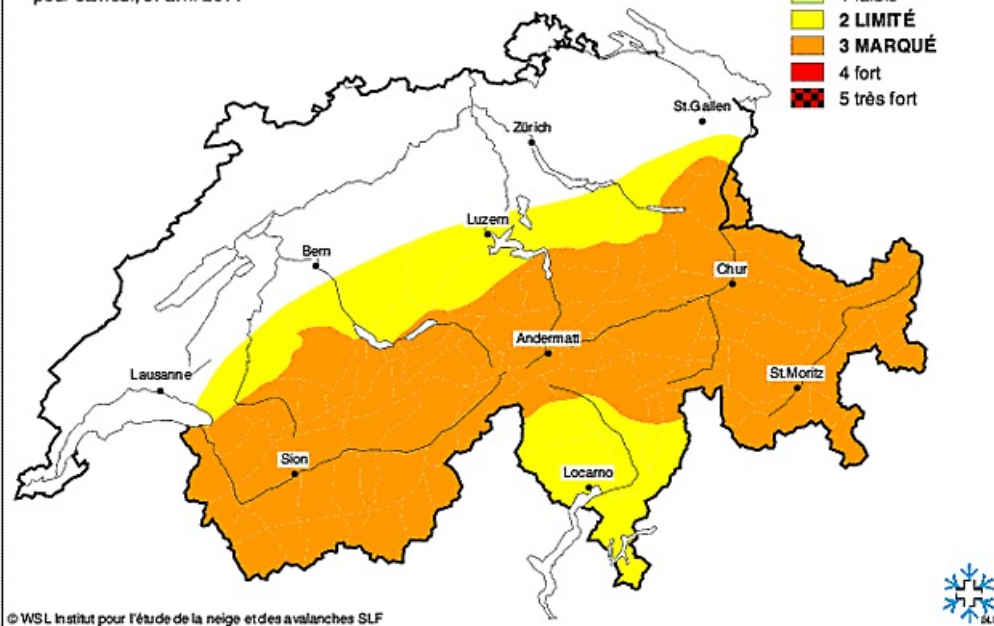 2 LIMITÉ
3 MARQUÉ
4 fort
5 très fort
St.Gallen
Zürich
Luzern
Bern
Chur
Andermatt
Lausanne
St.Moritz
Sion
Locarno
© WSL Institut pour l'étude de la neige et des avalanches SLF